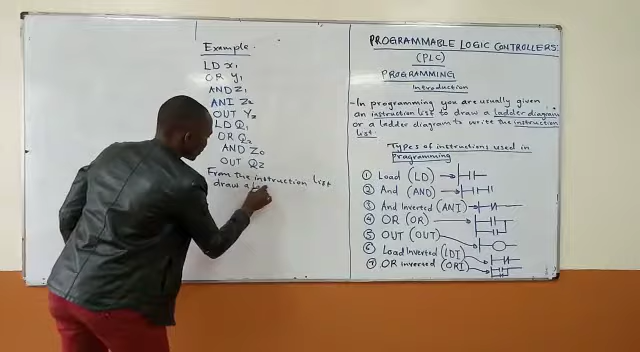 Example.
LD X1
OR Y1
AND Z1
ANI Z2
OUT Y2
LD Q1
OR Q2
AND Z0
OUT Q2
From the instruction list
draw a
PROGRAMMABLE LOGIC CONTROLLERS
(PLC)
PROGRAMMING
Introduction
- In programming you are usually given
an instruction list to draw a ladder diagram
or a ladder diagram to write the instruction
list.
Types of instructions used in
programming
① Load (LD)
② And (AND)
③ And Inverted (ANI)
④ OR (OR)
⑤ OUT (OUT)
⑥ Load Inverted (LDI)
⑦ OR inversed (ORI)